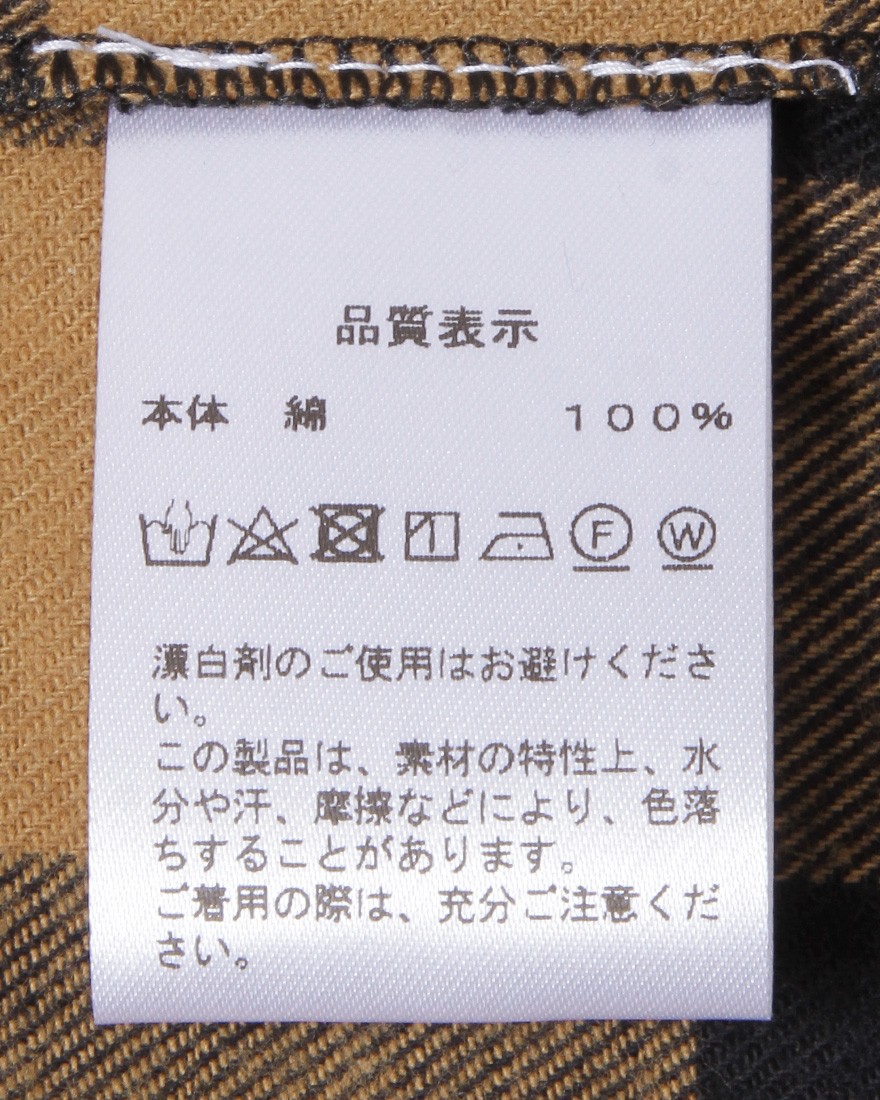 品質表示
本体　綿　　　　　　１００％
F W
漂白剤のご使用はお避けくださ
い。
この製品は、素材の特性上、水
分や汗、摩擦などにより、色落
ちすることがあります。
ご着用の際は、充分ご注意くだ
さい。